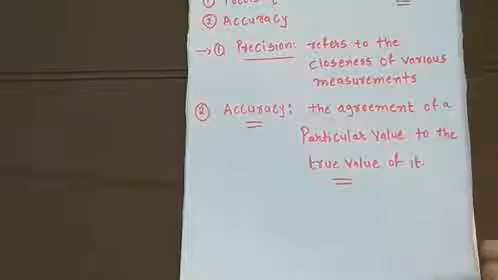 ② Accuracy
→ ① Precision: refers to the
closeness of various
measurements
② Accuracy: the agreement of a
Particular value to the
true value of it.